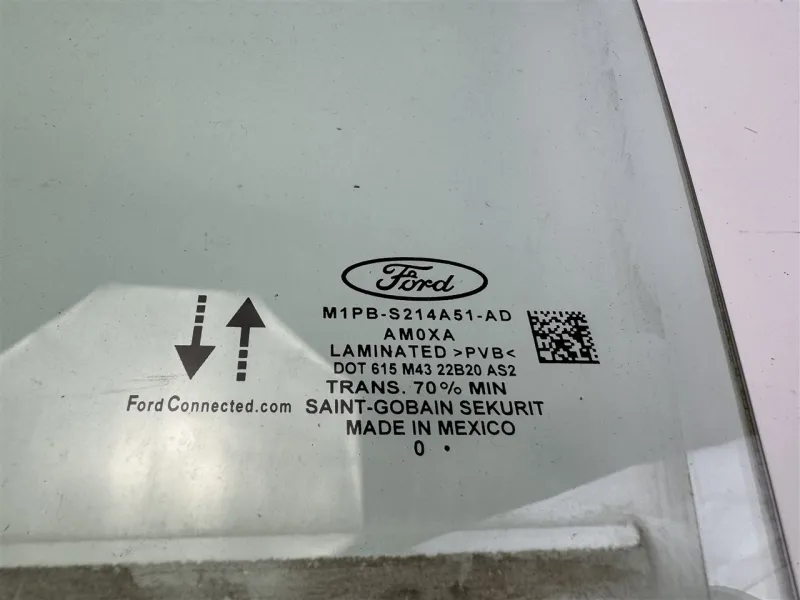 Ford
M1PB-S214A51-AD
AM0XA
LAMINATED >PVB<
DOT 615 M43 22B20 AS2
TRANS. 70% MIN
FordConnected.com
SAINT-GOBAIN SEKURIT
MADE IN MEXICO
0 •